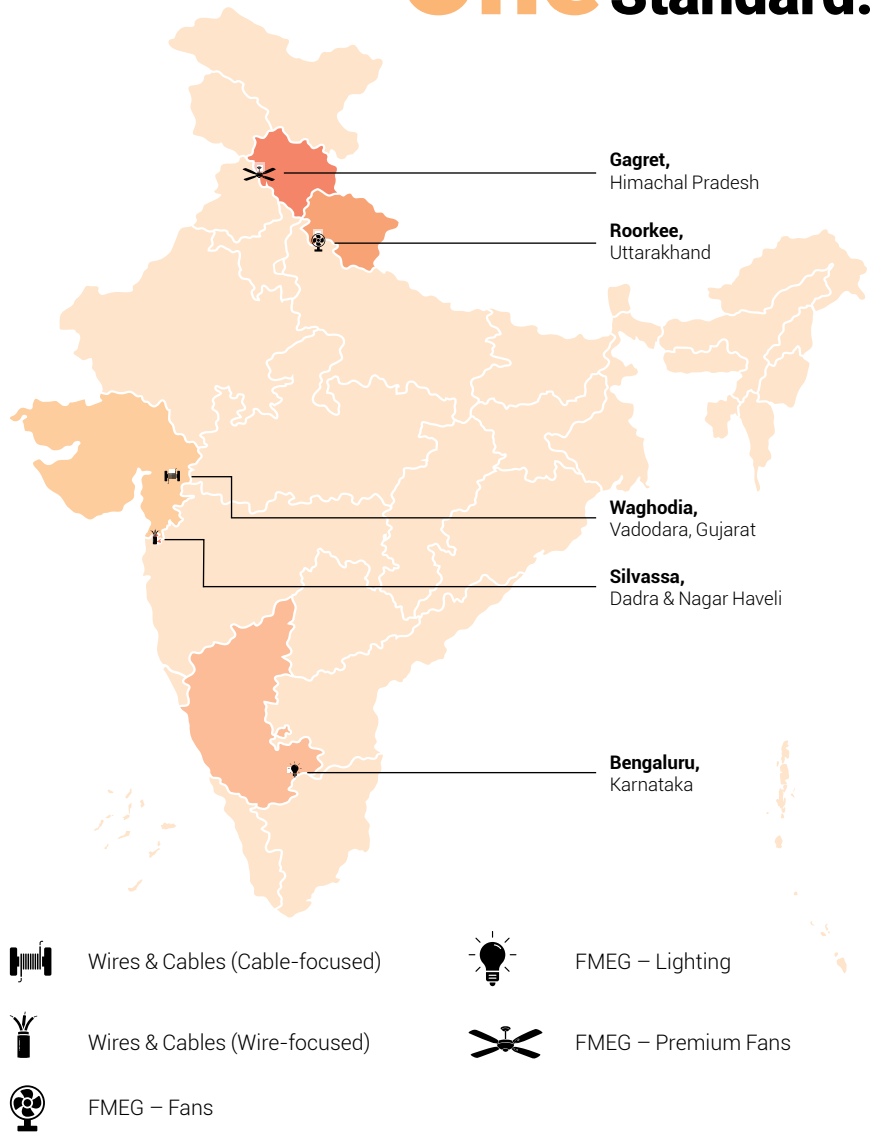 One Standard.
Gagret,
Himachal Pradesh
Roorkee,
Uttarakhand
Waghodia,
Vadodara, Gujarat
Silvassa,
Dadra & Nagar Haveli
Bengaluru,
Karnataka
Wires & Cables (Cable-focused)
FMEG – Lighting
Wires & Cables (Wire-focused)
FMEG – Premium Fans
FMEG – Fans